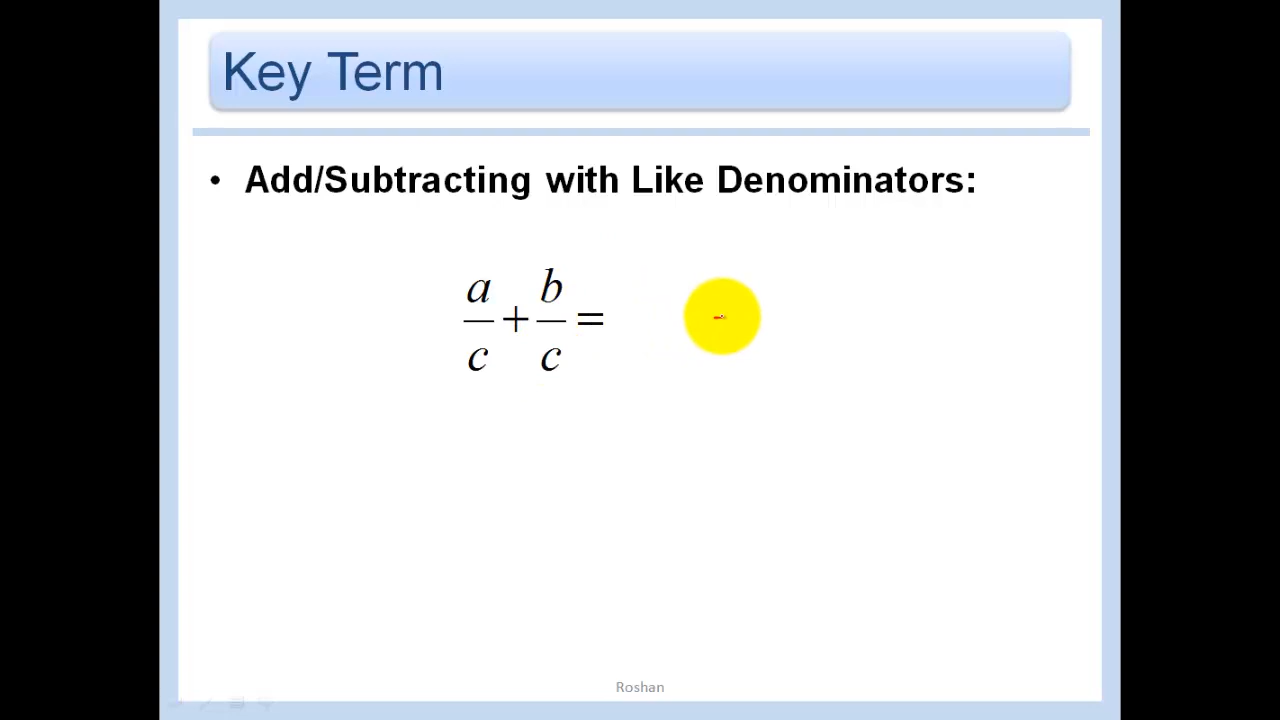 Key Term
• Add/Subtracting with Like Denominators:
a/c + b/c =
Roshan